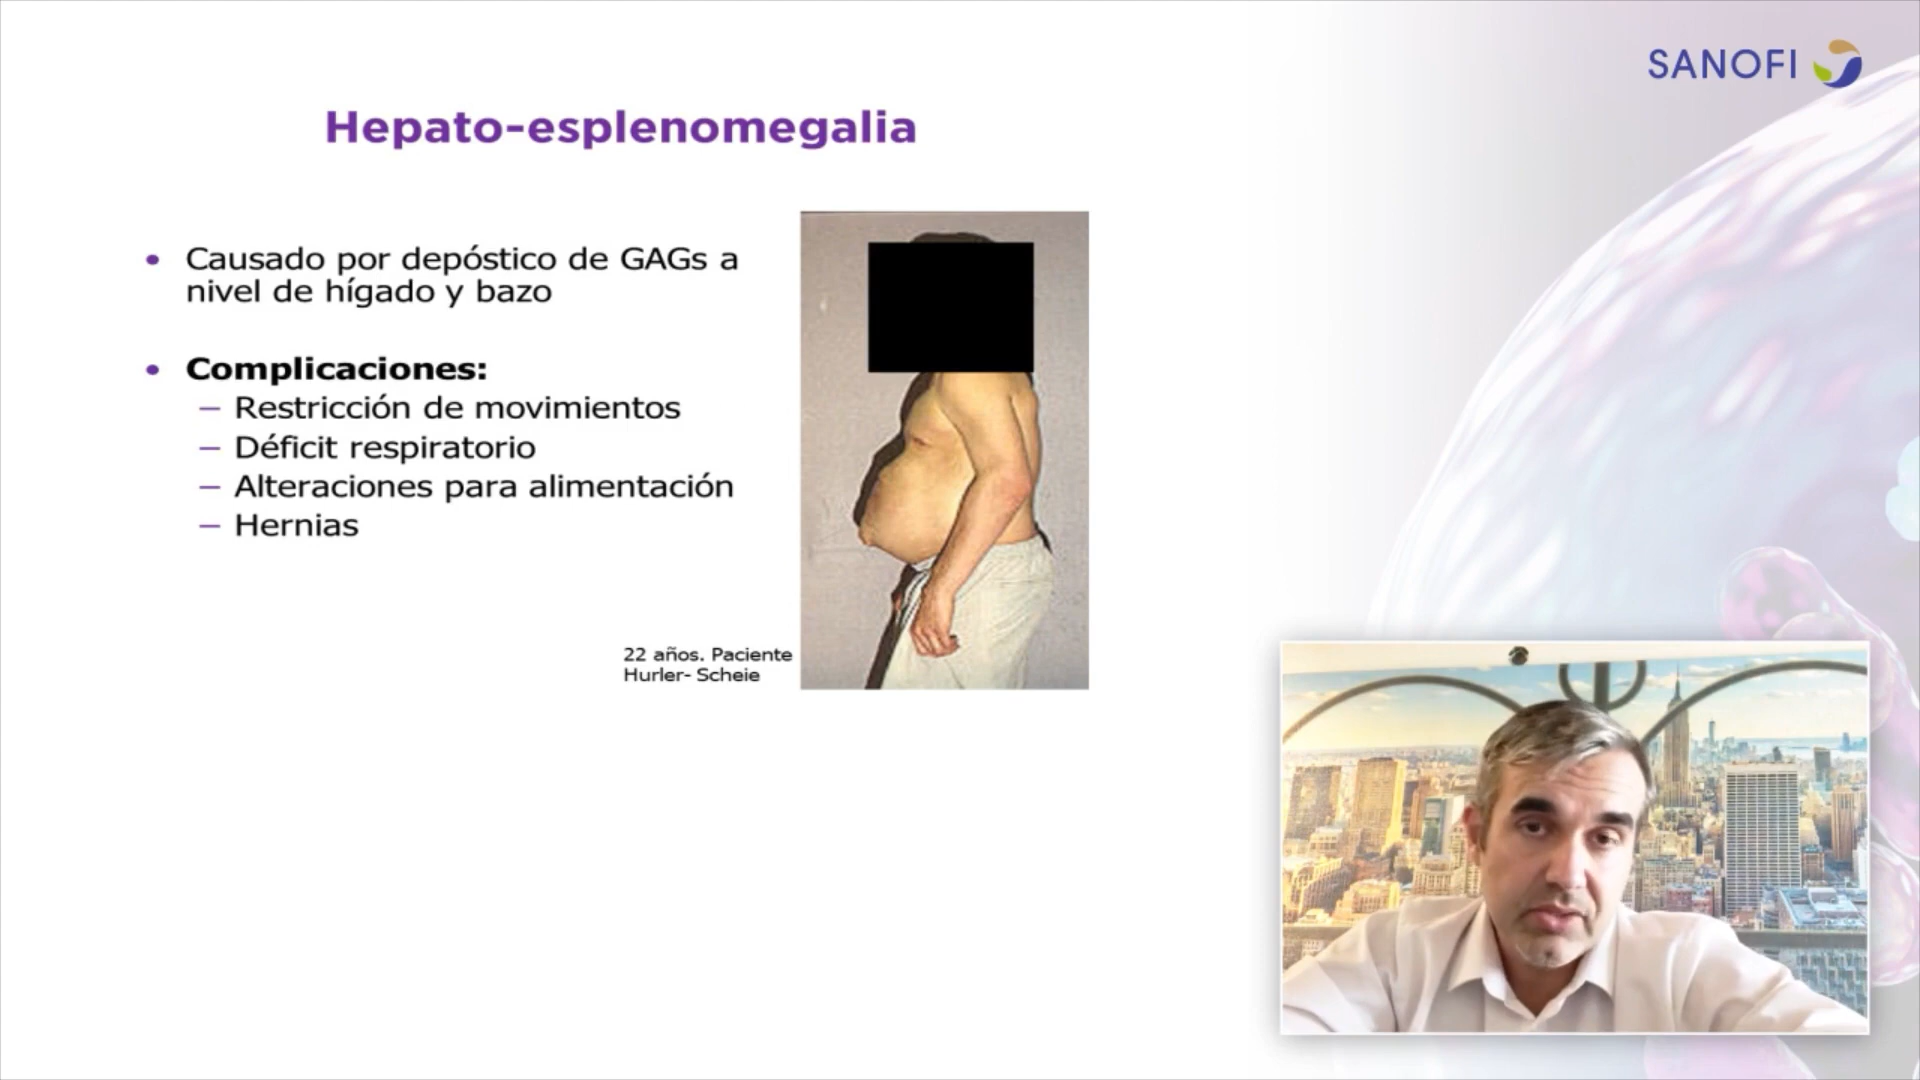 SANOFI
Hepato-esplenomegalia
• Causado por depóstico de GAGs a
nivel de hígado y bazo
• Complicaciones:
– Restricción de movimientos
– Déficit respiratorio
– Alteraciones para alimentación
– Hernias
22 años. Paciente
Hurler- Scheie